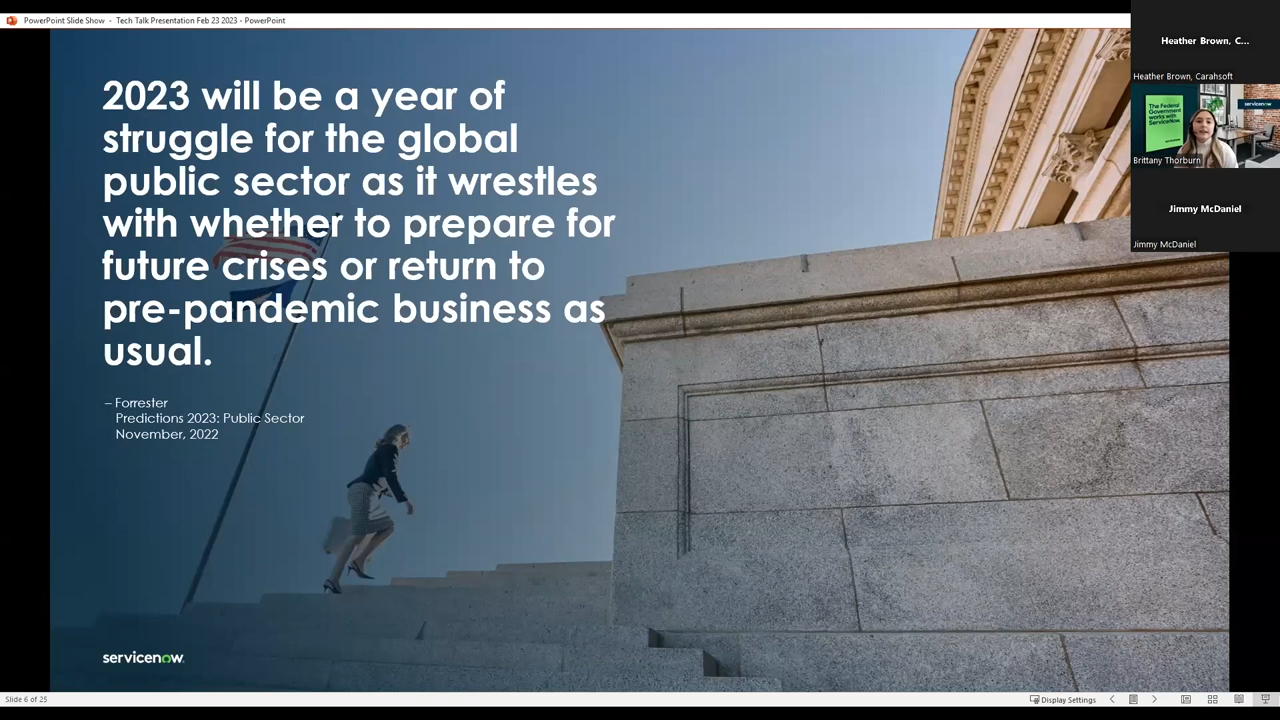 PowerPoint Slide Show - Tech Talk Presentation Feb 23 2023 - PowerPoint
2023 will be a year of
struggle for the global
public sector as it wrestles
with whether to prepare for
future crises or return to
pre-pandemic business as
usual.
– Forrester
Predictions 2023: Public Sector
November, 2022
servicenow
Heather Brown, C...
Heather Brown, Carahsoft
The Federal
Government
works with
ServiceNow.
servicenow
Brittany Thorburn
Jimmy McDaniel
Jimmy McDaniel
Slide 6 of 25
Display Settings